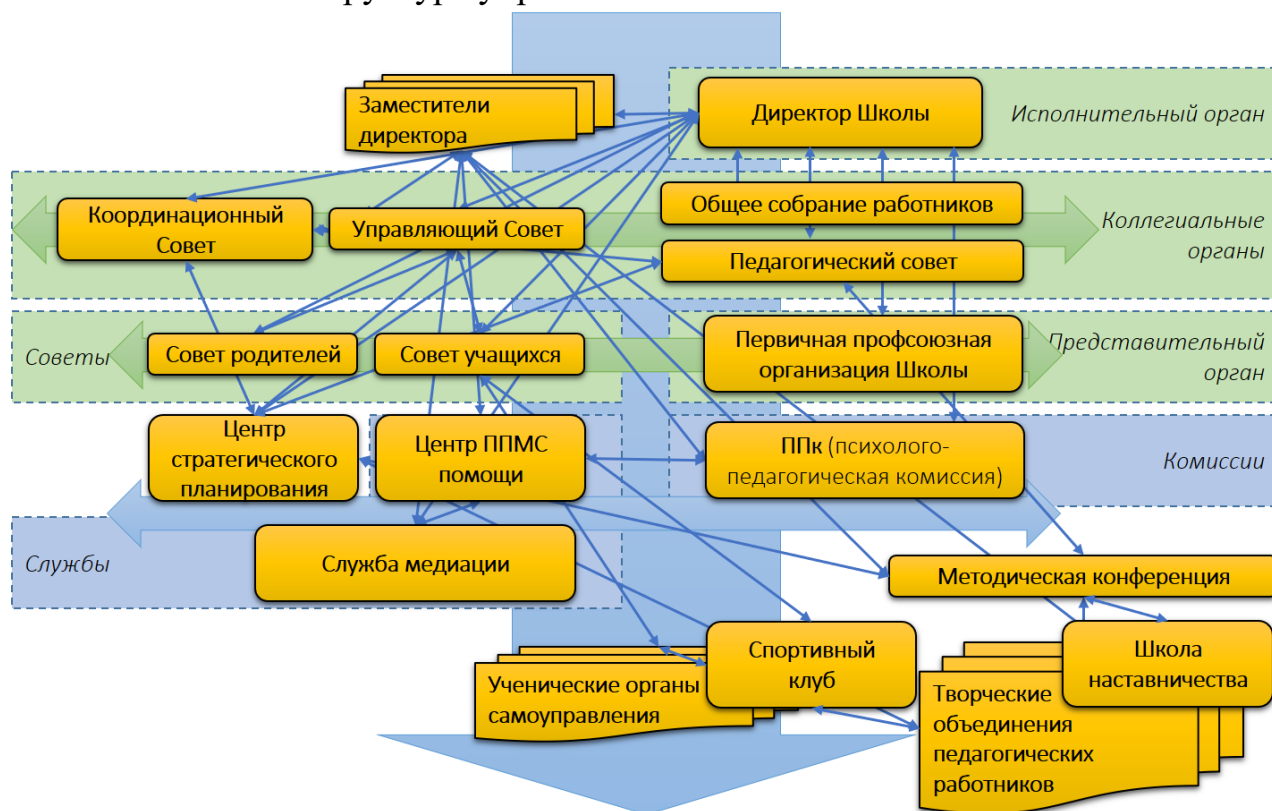 Заместители
директора
Директор Школы
Исполнительный орган
Координационный
Совет
Управляющий Совет
Общее собрание работников
Педагогический совет
Коллегиальные
органы
Советы
Совет родителей
Совет учащихся
Первичная профсоюзная
организация Школы
Представительный
орган
Центр
стратегического
планирования
Центр ППМС
помощи
ППк (психолого-
педагогическая комиссия)
Комиссии
Службы
Служба медиации
Методическая конференция
Ученические органы
самоуправления
Спортивный
клуб
Школа
наставничества
Творческие
объединения
педагогических
работников